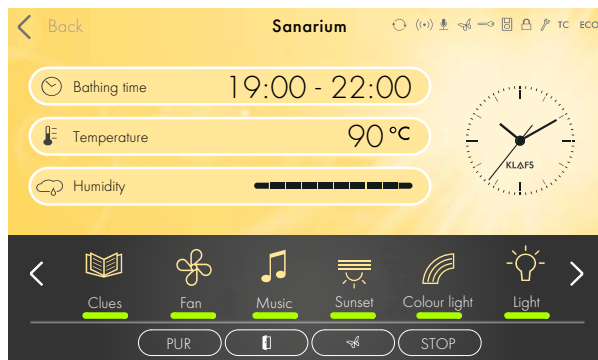 Back
Sanarium
TC ECO
Bathing time 19:00 - 22:00
Temperature 90 °C
KLAFS
Humidity
Clues Fan Music Sunset Colour light Light
PUR STOP